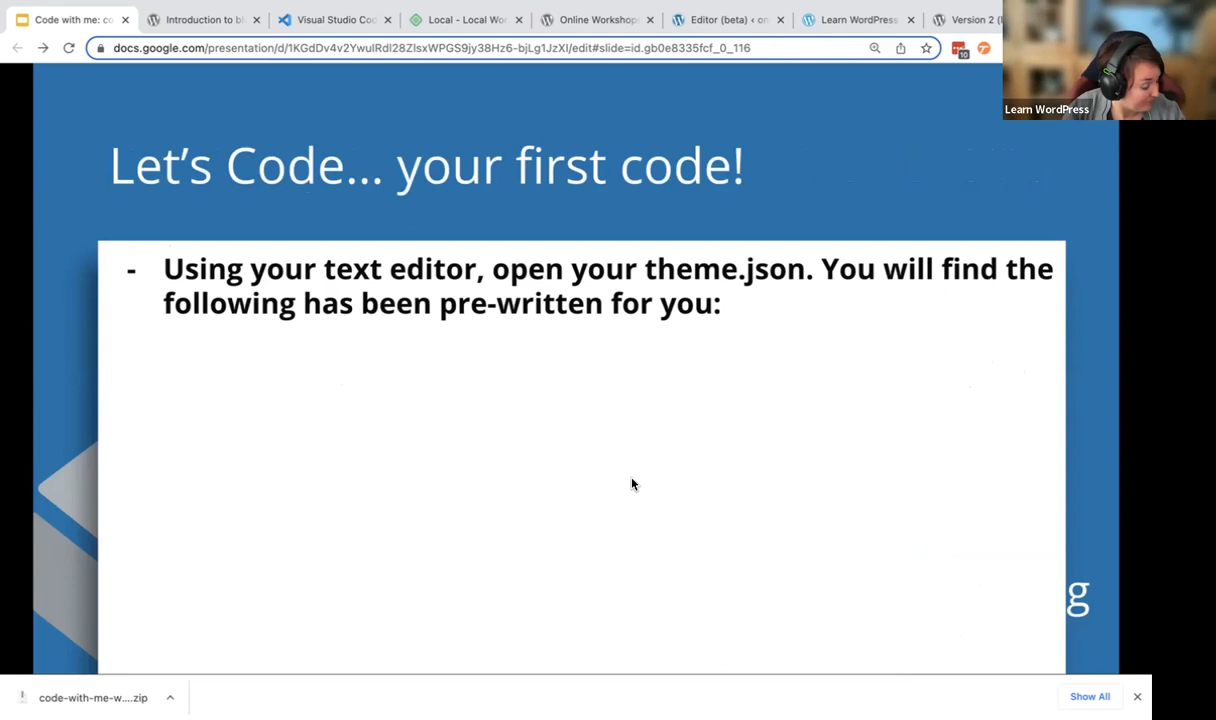 Code with me: co
Introduction to bl
Visual Studio Coc
Local - Local Wor
Online Workshop
Editor (beta) ‹ on
Learn WordPress
Version 2 (
docs.google.com/presentation/d/1KGdDv4v2YwulRdl28ZlsxWPGS9jy38Hz6-bjLg1JzXI/edit#slide=id.gb0e8335fcf_0_116
10
Learn WordPress
Let's Code... your first code!
- Using your text editor, open your theme.json. You will find the
following has been pre-written for you:
g
code-with-me-w....zip
Show All